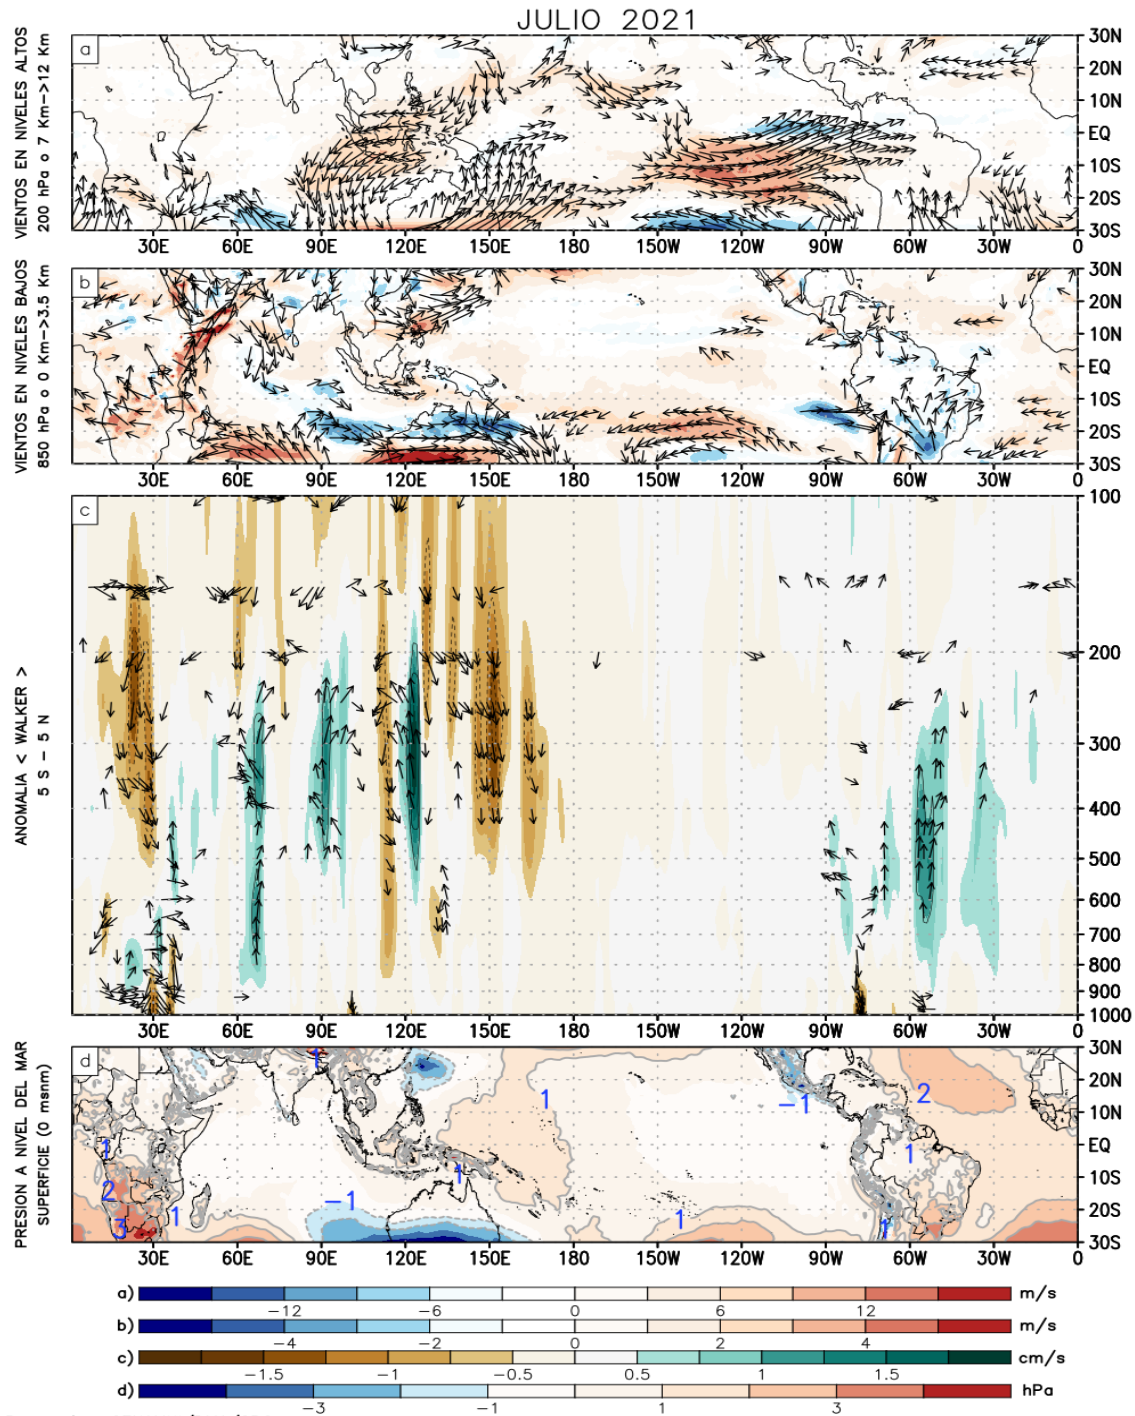 JULIO 2021
VIENTOS EN NIVELES ALTOS
200 hPa o 7 Km->12 Km
a
30N
20N
10N
EQ
10S
20S
30S
30E 60E 90E 120E 150E 180 150W 120W 90W 60W 30W 0
VIENTOS EN NIVELES BAJOS
850 hPa o 0 Km->3.5 Km
b
30N
20N
10N
EQ
10S
20S
30S
30E 60E 90E 120E 150E 180 150W 120W 90W 60W 30W 0
ANOMALIA < WALKER >
5 S - 5 N
c
100
200
300
400
500
600
700
800
900
1000
30E 60E 90E 120E 150E 180 150W 120W 90W 60W 30W 0
PRESION A NIVEL DEL MAR
SUPERFICIE (0 msnm)
d
30N
20N
10N
EQ
10S
20S
30S
1
1
2
-1
1
1
1
2
3
1
-1
1
1
30E 60E 90E 120E 150E 180 150W 120W 90W 60W 30W 0
a) m/s
-12 -6 0 6 12
b) m/s
-4 -2 0 2 4
c) cm/s
-1.5 -1 -0.5 0.5 1 1.5
d) hPa
-3 -1 1 3